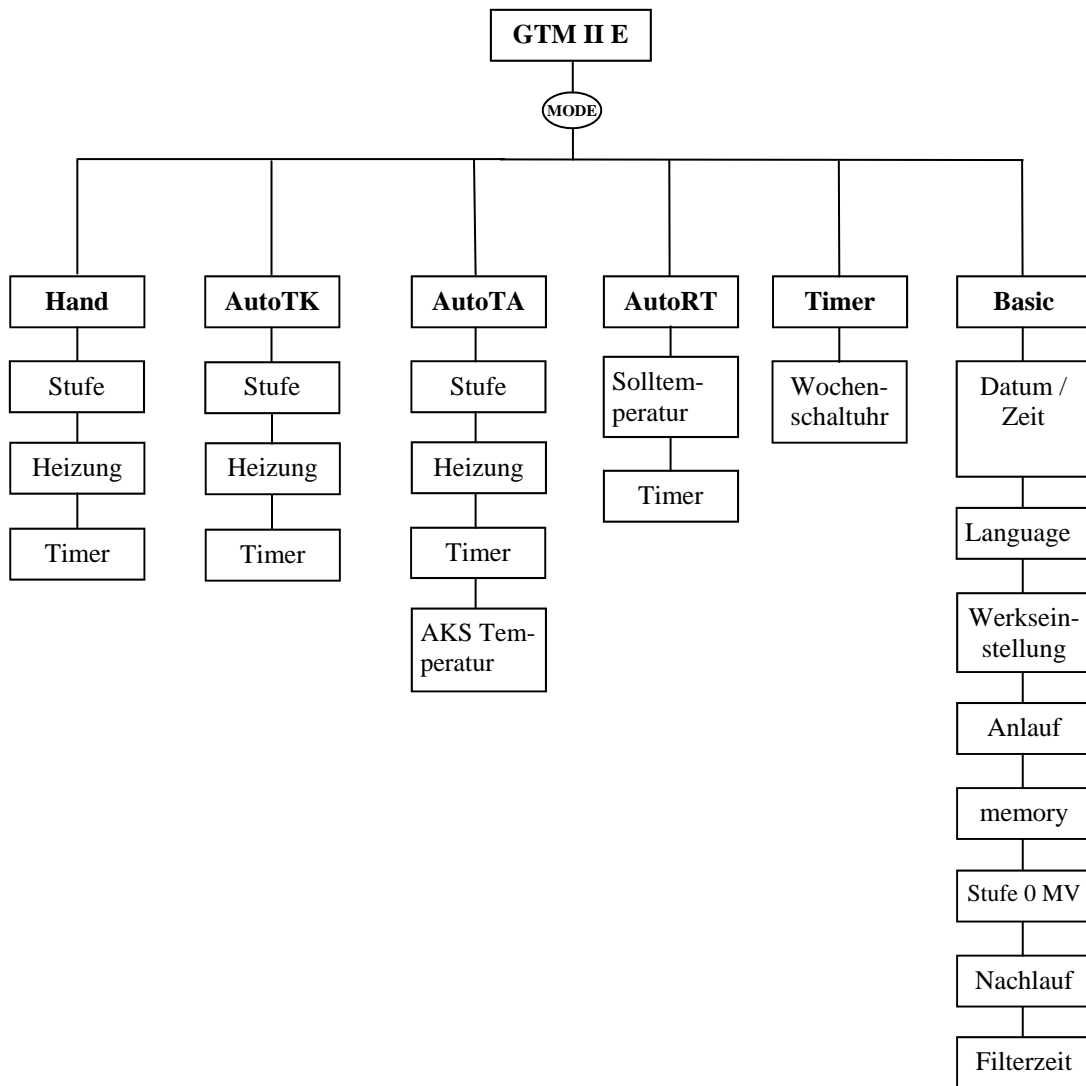 GTM II E
MODE
Hand
AutoTK
AutoTA
AutoRT
Timer
Basic
Stufe
Heizung
Timer
Stufe
Heizung
Timer
Stufe
Heizung
Timer
AKS Tem-
peratur
Solltem-
peratur
Timer
Wochen-
schaltuhr
Datum /
Zeit
Language
Werksein-
stellung
Anlauf
memory
Stufe 0 MV
Nachlauf
Filterzeit